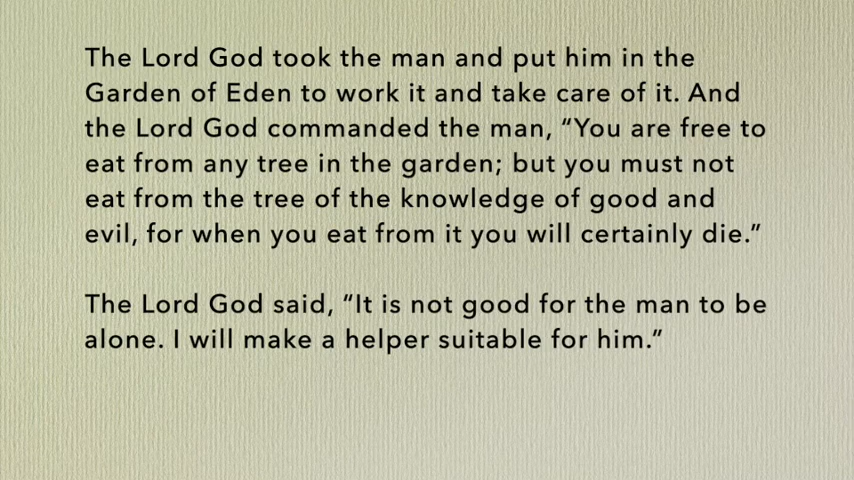 The Lord God took the man and put him in the
Garden of Eden to work it and take care of it. And
the Lord God commanded the man, “You are free to
eat from any tree in the garden; but you must not
eat from the tree of the knowledge of good and
evil, for when you eat from it you will certainly die.”
The Lord God said, “It is not good for the man to be
alone. I will make a helper suitable for him.”